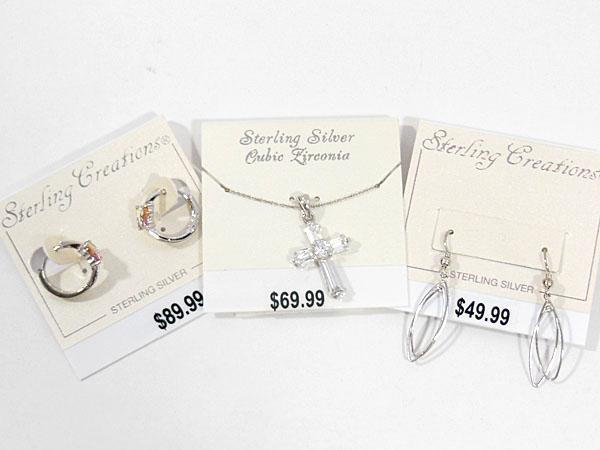 Sterling Creations®
STERLING SILVER
$89.99
Sterling Silver
Cubic Zirconia
$69.99
Sterling Creations
STERLING SILVER
$49.99